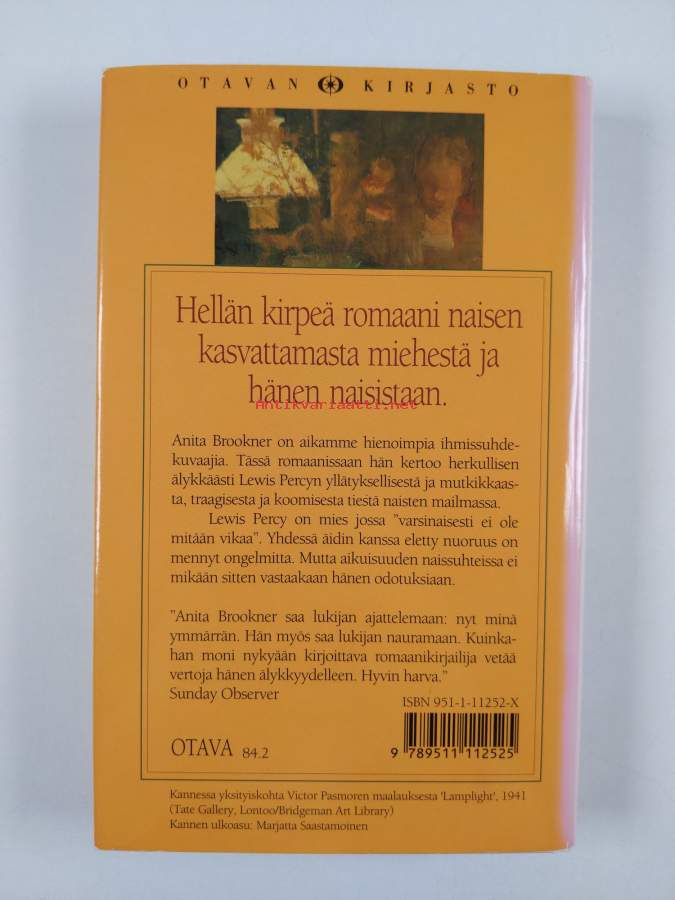 OTAVAN KIRJASTO
Hellän kirpeä romaani naisen
kasvattamasta miehestä ja
hänen naisistaan.
Antikvariaatti.net
Anita Brookner on aikamme hienoimpia ihmissuhde-
kuvaajia. Tässä romaanissaan hän kertoo herkullisen
älykkäästi Lewis Percyn yllätyksellisestä ja mutkikkaas-
ta, traagisesta ja koomisesta tiestä naisten mailmassa.
Lewis Percy on mies jossa "varsinaisesti ei ole
mitään vikaa". Yhdessä äidin kanssa eletty nuoruus on
mennyt ongelmitta. Mutta aikuisuuden naissuhteissa ei
mikään sitten vastaakaan hänen odotuksiaan.
"Anita Brookner saa lukijan ajattelemaan: nyt minä
ymmärrän. Hän myös saa lukijan nauramaan. Kuinka-
han moni nykyään kirjoittava romaanikirjailija vetää
vertoja hänen älykkyydelleen. Hyvin harva."
Sunday Observer
ISBN 951-1-11252-X
OTAVA 84.2
9 789511 112525
Kannessa yksityiskohta Victor Pasmoren maalauksesta 'Lamplight', 1941
(Tate Gallery, Lontoo/Bridgeman Art Library)
Kannen ulkoasu: Marjatta Saastamoinen